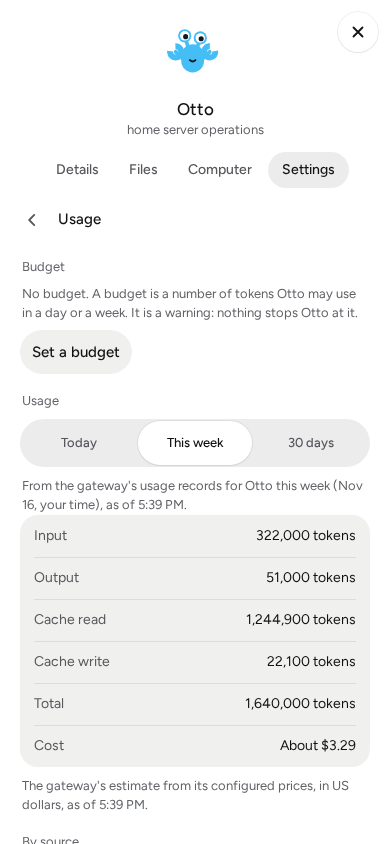 Otto
home server operations
Details Files Computer Settings
Usage
Budget
No budget. A budget is a number of tokens Otto may use
in a day or a week. It is a warning: nothing stops Otto at it.
Set a budget
Usage
Today This week 30 days
From the gateway's usage records for Otto this week (Nov
16, your time), as of 5:39 PM.
Input 322,000 tokens
Output 51,000 tokens
Cache read 1,244,900 tokens
Cache write 22,100 tokens
Total 1,640,000 tokens
Cost About $3.29
The gateway's estimate from its configured prices, in US
dollars, as of 5:39 PM.
By source